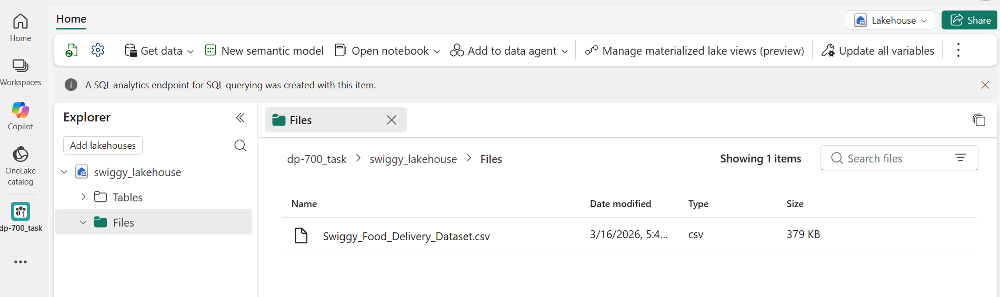 Home
Workspaces
Copilot
OneLake
catalog
1
dp-700_task
Home
Lakehouse
Share
Get data
New semantic model
Open notebook
Add to data agent
Manage materialized lake views (preview)
Update all variables
A SQL analytics endpoint for SQL querying was created with this item.
Explorer
Add lakehouses
swiggy_lakehouse
Tables
Files
Files
dp-700_task > swiggy_lakehouse > Files
Showing 1 items
Search files
Name Date modified Type Size
Swiggy_Food_Delivery_Dataset.csv 3/16/2026, 5:4... csv 379 KB